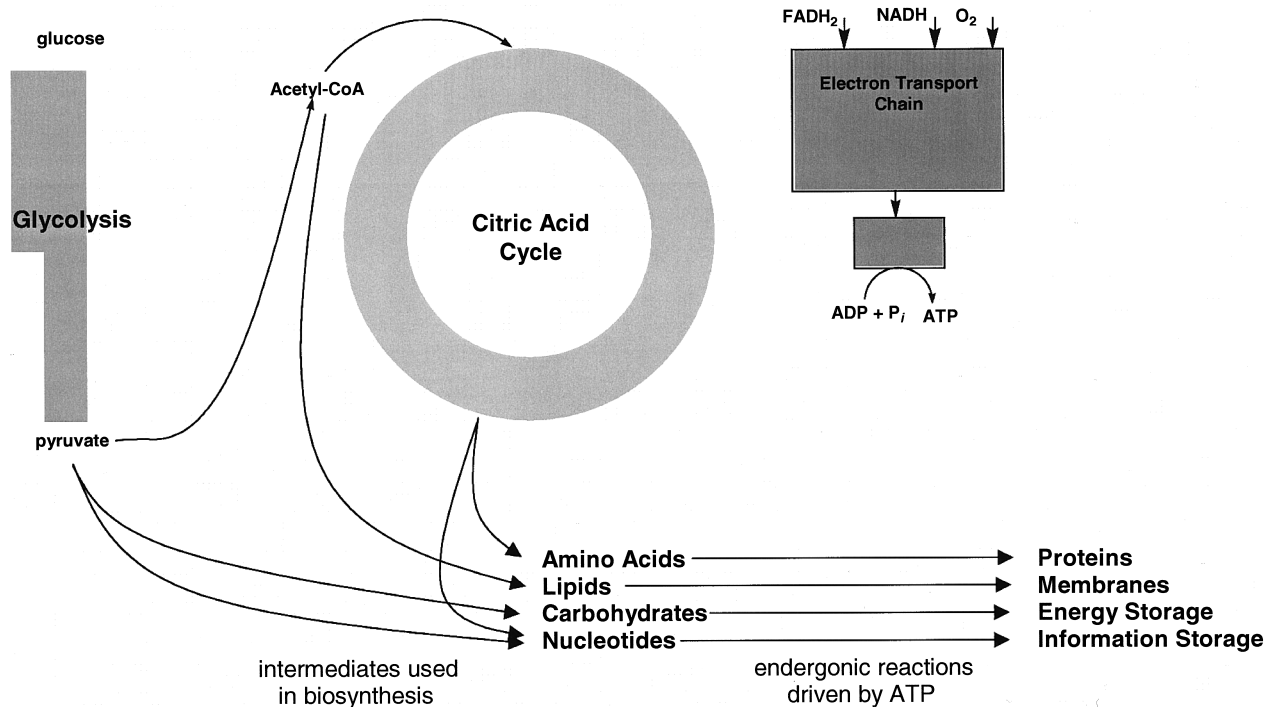 glucose
Glycolysis
pyruvate
Acetyl-CoA
Citric Acid
Cycle
FADH₂
NADH
O₂
Electron Transport
Chain
ADP + Pᵢ
ATP
Amino Acids
Proteins
Lipids
Membranes
Carbohydrates
Energy Storage
Nucleotides
Information Storage
intermediates used
in biosynthesis
endergonic reactions
driven by ATP